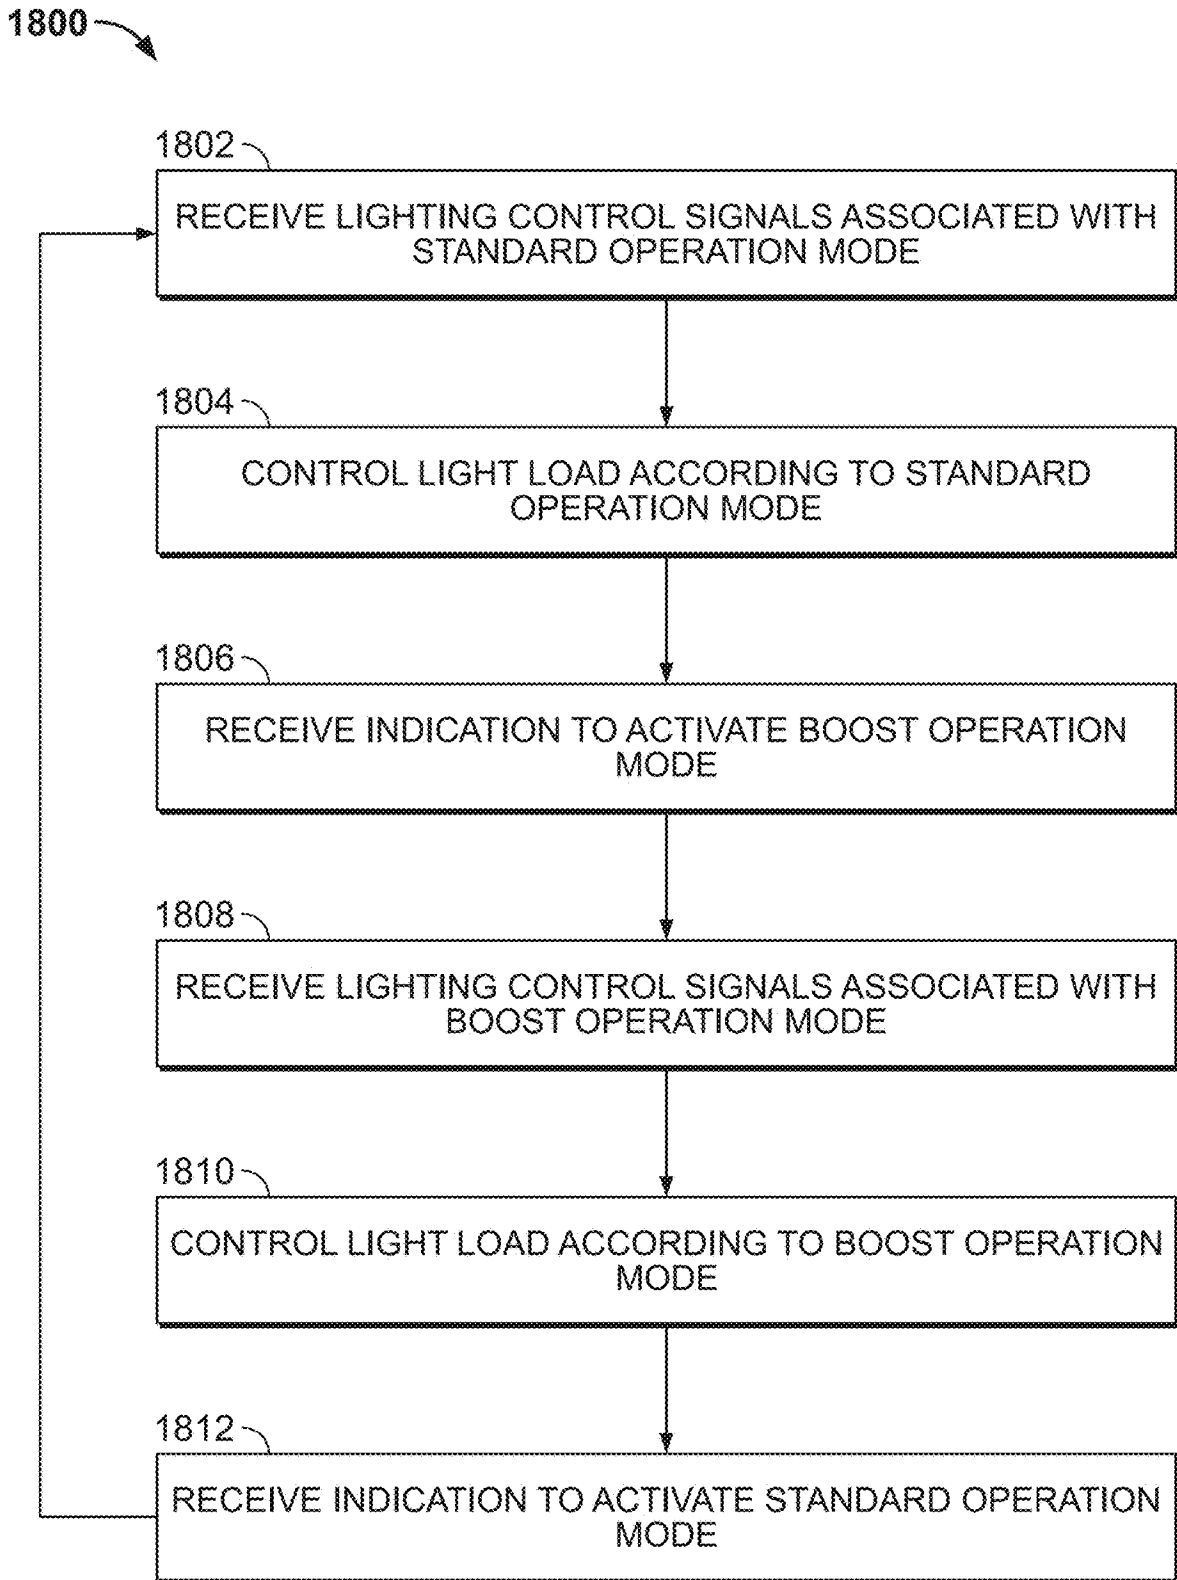 1800
1802
RECEIVE LIGHTING CONTROL SIGNALS ASSOCIATED WITH
STANDARD OPERATION MODE
1804
CONTROL LIGHT LOAD ACCORDING TO STANDARD
OPERATION MODE
1806
RECEIVE INDICATION TO ACTIVATE BOOST OPERATION
MODE
1808
RECEIVE LIGHTING CONTROL SIGNALS ASSOCIATED WITH
BOOST OPERATION MODE
1810
CONTROL LIGHT LOAD ACCORDING TO BOOST OPERATION
MODE
1812
RECEIVE INDICATION TO ACTIVATE STANDARD OPERATION
MODE